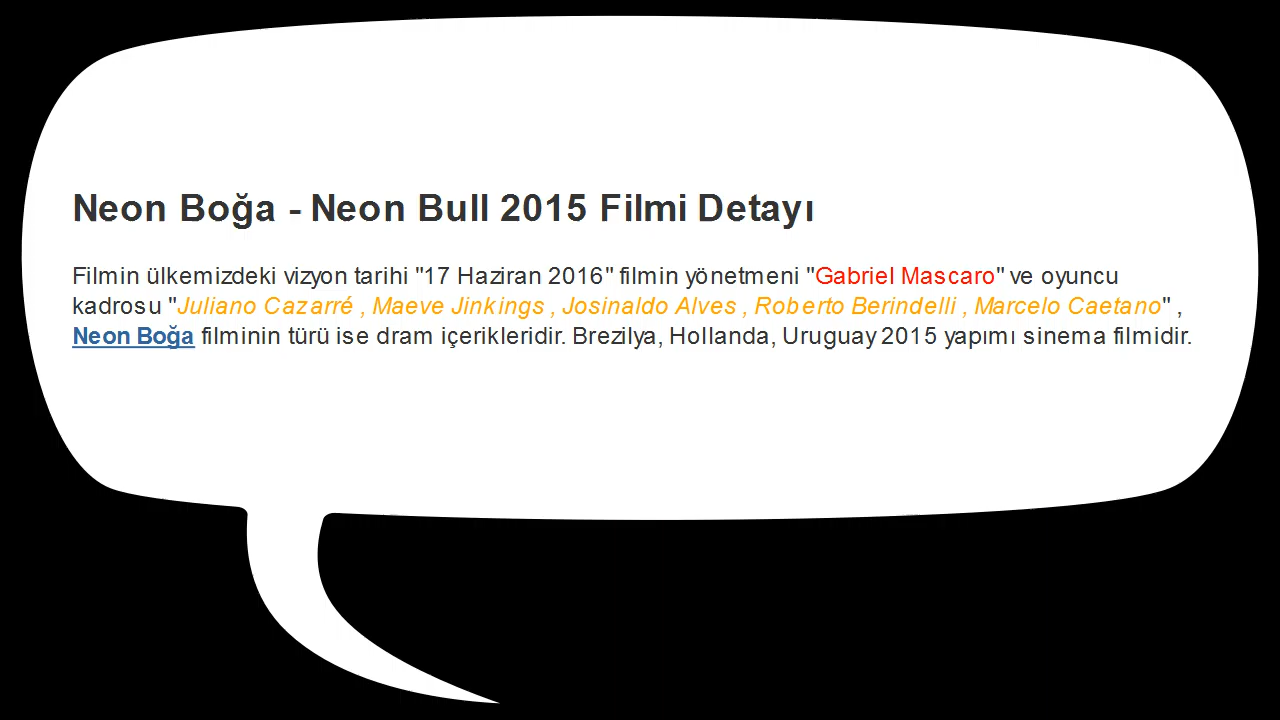 Neon Boğa - Neon Bull 2015 Filmi Detayı
Filmin ülkemizdeki vizyon tarihi "17 Haziran 2016" filmin yönetmeni "Gabriel Mascaro" ve oyuncu
kadrosu "Juliano Cazarré , Maeve Jinkings , Josinaldo Alves , Roberto Berindelli , Marcelo Caetano" ,
Neon Boğa filminin türü ise dram içerikleridir. Brezilya, Hollanda, Uruguay 2015 yapımı sinema filmidir.